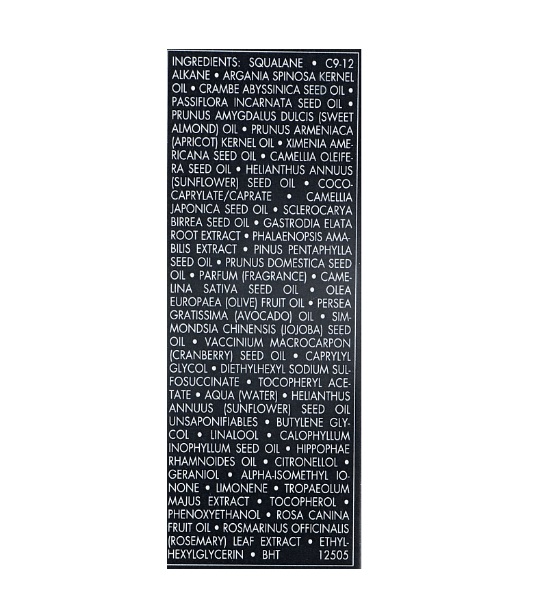 INGREDIENTS: SQUALANE • C9-12
ALKANE • ARGANIA SPINOSA KERNEL
OIL • CRAMBE ABYSSINICA SEED OIL •
PASSIFLORA INCARNATA SEED OIL •
PRUNUS AMYGDALUS DULCIS (SWEET
ALMOND) OIL • PRUNUS ARMENIACA
(APRICOT) KERNEL OIL • XIMENIA AME-
RICANA SEED OIL • CAMELLIA OLEIFE-
RA SEED OIL • HELIANTHUS ANNUUS
(SUNFLOWER) SEED OIL • COCO-
CAPRYLATE/CAPRATE • CAMELLIA
JAPONICA SEED OIL • SCLEROCARYA
BIRREA SEED OIL • GASTRODIA ELATA
ROOT EXTRACT • PHALAENOPSIS AMA-
BILIS EXTRACT • PINUS PENTAPHYLLA
SEED OIL • PRUNUS DOMESTICA SEED
OIL • PARFUM (FRAGRANCE) • CAME-
LINA SATIVA SEED OIL • OLEA
EUROPAEA (OLIVE) FRUIT OIL • PERSEA
GRATISSIMA (AVOCADO) OIL • SIM-
MONDSIA CHINENSIS (JOJOBA) SEED
OIL • VACCINIUM MACROCARPON
(CRANBERRY) SEED OIL • CAPRYLYL
GLYCOL • DIETHYLHEXYL SODIUM SUL-
FOSUCCINATE • TOCOPHERYL ACE-
TATE • AQUA (WATER) • HELIANTHUS
ANNUUS (SUNFLOWER) SEED OIL
UNSAPONIFIABLES • BUTYLENE GLY-
COL • LINALOOL • CALOPHYLLUM
INOPHYLLUM SEED OIL • HIPPOPHAE
RHAMNOIDES OIL • CITRONELLOL •
GERANIOL • ALPHA-ISOMETHYL IO-
NONE • LIMONENE • TROPAEOLUM
MAJUS EXTRACT • TOCOPHEROL •
PHENOXYETHANOL • ROSA CANINA
FRUIT OIL • ROSMARINUS OFFICINALIS
(ROSEMARY) LEAF EXTRACT • ETHYL-
HEXYLGLYCERIN • BHT 12505